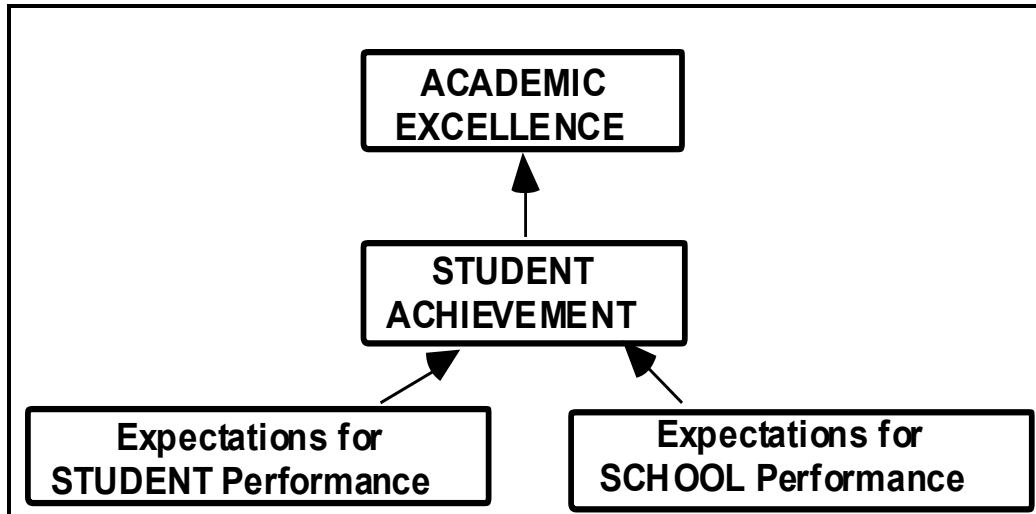 ACADEMIC
EXCELLENCE
STUDENT
ACHIEVEMENT
Expectations for
STUDENT Performance
Expectations for
SCHOOL Performance